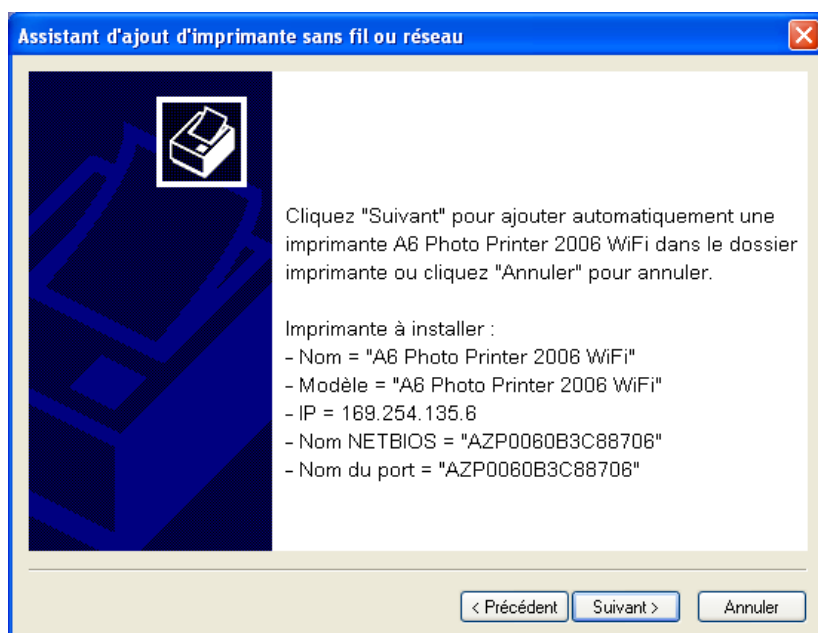 Assistant d'ajout d'imprimante sans fil ou réseau
Cliquez "Suivant" pour ajouter automatiquement une
imprimante A6 Photo Printer 2006 WiFi dans le dossier
imprimante ou cliquez "Annuler" pour annuler.
Imprimante à installer :
- Nom = "A6 Photo Printer 2006 WiFi"
- Modèle = "A6 Photo Printer 2006 WiFi"
- IP = 169.254.135.6
- Nom NETBIOS = "AZP0060B3C88706"
- Nom du port = "AZP0060B3C88706"
< Précédent Suivant > Annuler